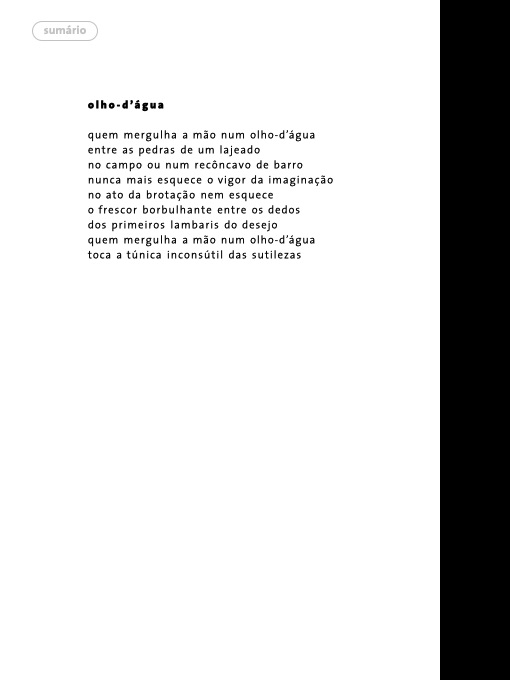 sumário
olho-d’água
quem mergulha a mão num olho-d’água
entre as pedras de um lajeado
no campo ou num recôncavo de barro
nunca mais esquece o vigor da imaginação
no ato da brotação nem esquece
o frescor borbulhante entre os dedos
dos primeiros lambaris do desejo
quem mergulha a mão num olho-d’água
toca a túnica inconsútil das sutilezas